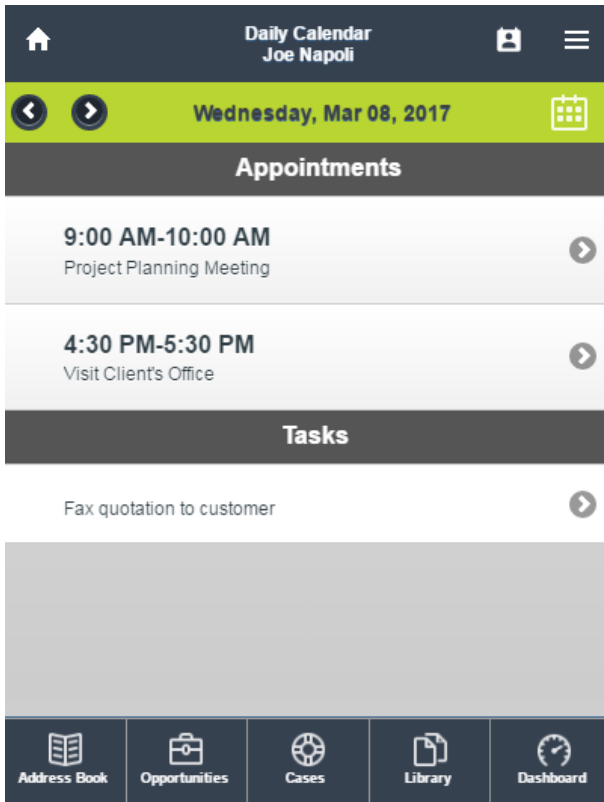 Daily Calendar
Joe Napoli
Wednesday, Mar 08, 2017
Appointments
9:00 AM-10:00 AM
Project Planning Meeting
4:30 PM-5:30 PM
Visit Client's Office
Tasks
Fax quotation to customer
Address Book
Opportunities
Cases
Library
Dashboard